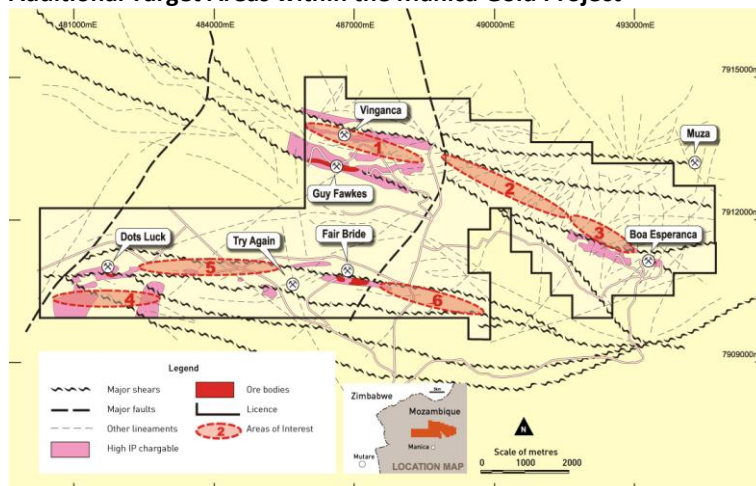 Additional Target Areas within the Manica Gold Project
481000mE 484000mE 487000mE 490000mE 493000mE
7915000m
Vinganca
Muza
1
Guy Fawkes
2
7912000m
3
Dots Luck
Try Again
Fair Bride
Boa Esperanca
5
4
6
7909000m
Legend
Major shears
Ore bodies
Major faults
Licence
Other lineaments
2
Areas of Interest
High IP chargable
5km
Zimbabwe
Mozambique
Manica
Mutare
LOCATION MAP
N
Scale of metres
0 1000 2000